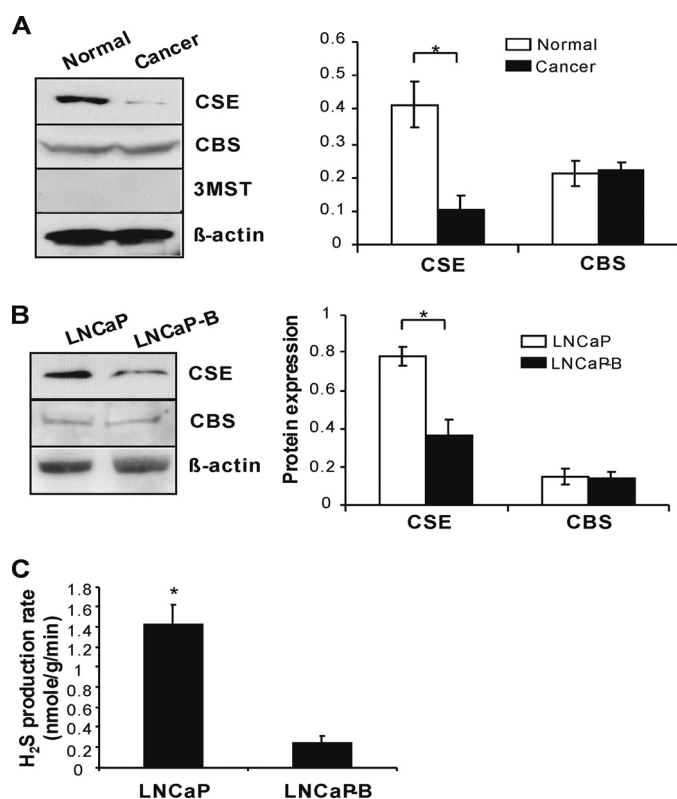 A
Normal
Cancer
CSE
CBS
3MST
ß-actin
0.6
0.5
0.4
0.3
0.2
0.1
0
*
Normal
Cancer
CSE CBS
B
LNCaP
LNCaP-B
CSE
CBS
ß-actin
Protein expression
1
0.8
0.6
0.4
0.2
0
*
LNCaP
LNCaP-B
CSE CBS
C
H₂S production rate
(nmole/g/min)
1.8
1.6
1.4
1.2
1
0.8
0.6
0.4
0.2
0
*
LNCaP LNCaP-B